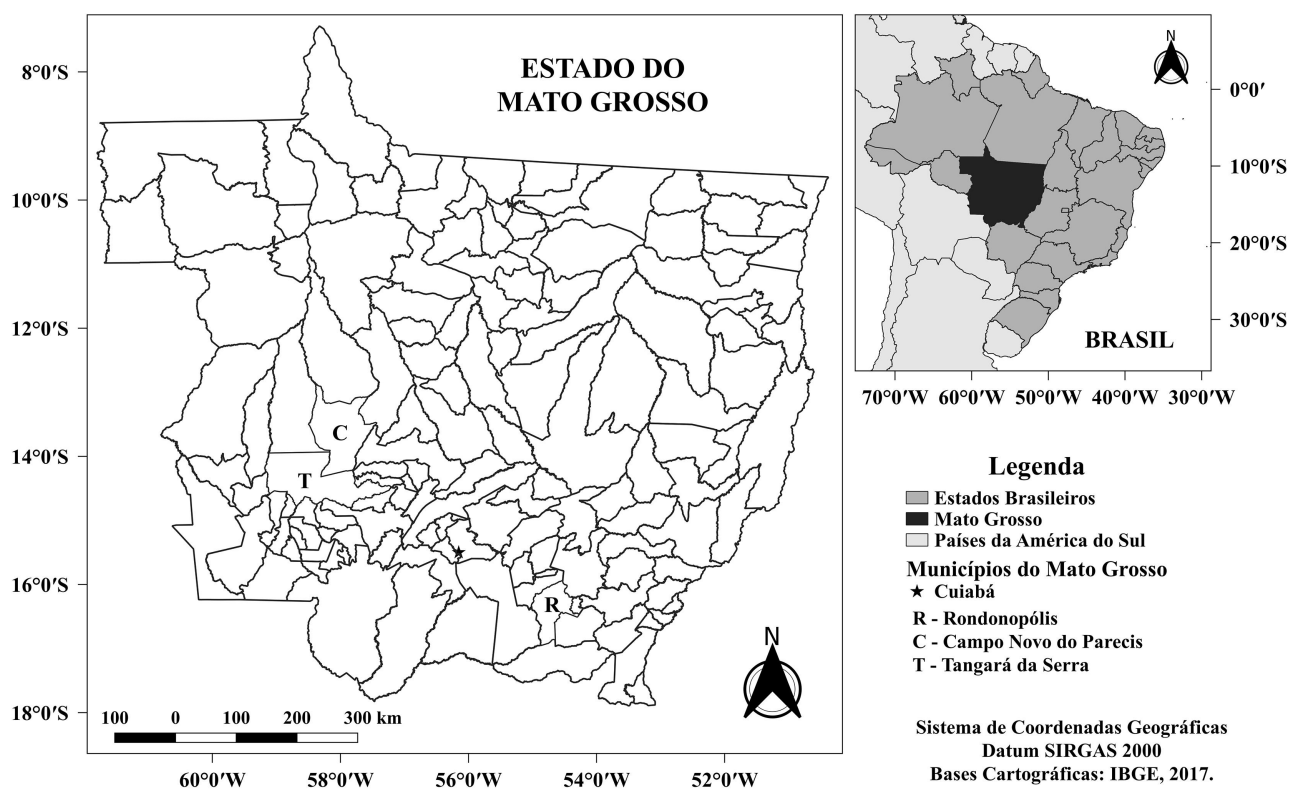 ESTADO DO
MATO GROSSO
N
8°0'S
10°0'S
12°0'S
14°0'S
16°0'S
18°0'S
C
T
R
N
100 0 100 200 300 km
60°0'W 58°0'W 56°0'W 54°0'W 52°0'W
0°0'
10°0'S
20°0'S
30°0'S
BRASIL
70°0'W 60°0'W 50°0'W 40°0'W 30°0'W
Legenda
Estados Brasileiros
Mato Grosso
Países da América do Sul
Municípios do Mato Grosso
Cuiabá
R - Rondonopólis
C - Campo Novo do Parecis
T - Tangará da Serra
Sistema de Coordenadas Geográficas
Datum SIRGAS 2000
Bases Cartográficas: IBGE, 2017.